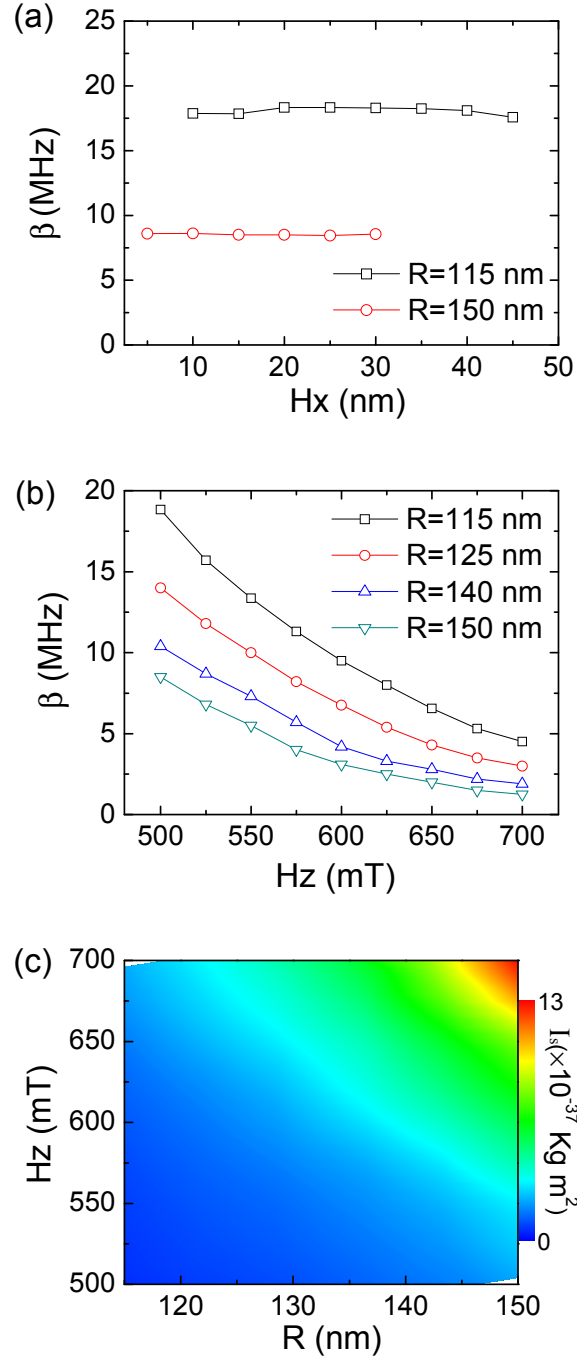 (a)
25
20
15
10
5
0
β (MHz)
R=115 nm
R=150 nm
10 20 30 40 50
Hx (nm)
(b)
20
15
10
5
0
β (MHz)
R=115 nm
R=125 nm
R=140 nm
R=150 nm
500 550 600 650 700
Hz (mT)
(c)
700
650
600
550
500
Hz (mT)
13
0
Is(×10⁻³⁷ Kg m²)
120 130 140 150
R (nm)